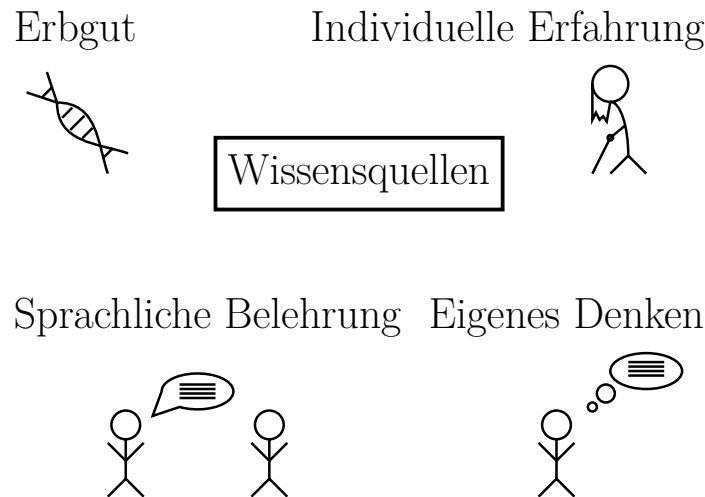 Erbgut
Individuelle Erfahrung
Wissensquellen
Sprachliche Belehrung
Eigenes Denken